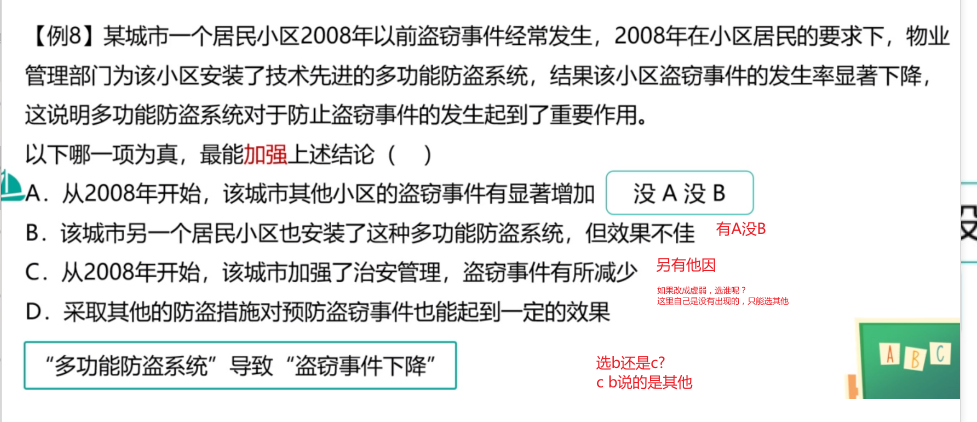 【例8】某城市一个居民小区2008年以前盗窃事件经常发生，2008年在小区居民的要求下，物业
管理部门为该小区安装了技术先进的多功能防盗系统，结果该小区盗窃事件的发生率显著下降，
这说明多功能防盗系统对于防止盗窃事件的发生起到了重要作用。
以下哪一项为真，最能加强上述结论（　）
A．从2008年开始，该城市其他小区的盗窃事件有显著增加 没 A 没 B
B．该城市另一个居民小区也安装了这种多功能防盗系统，但效果不佳 有A没B
C．从2008年开始，该城市加强了治安管理，盗窃事件有所减少 另有他因
如果改成虚弱，选谁呢？
这里自己是没有出现的，只能选其他
D．采取其他的防盗措施对预防盗窃事件也能起到一定的效果
“多功能防盗系统”导致“盗窃事件下降”
选b还是c?
c b说的是其他
A B C